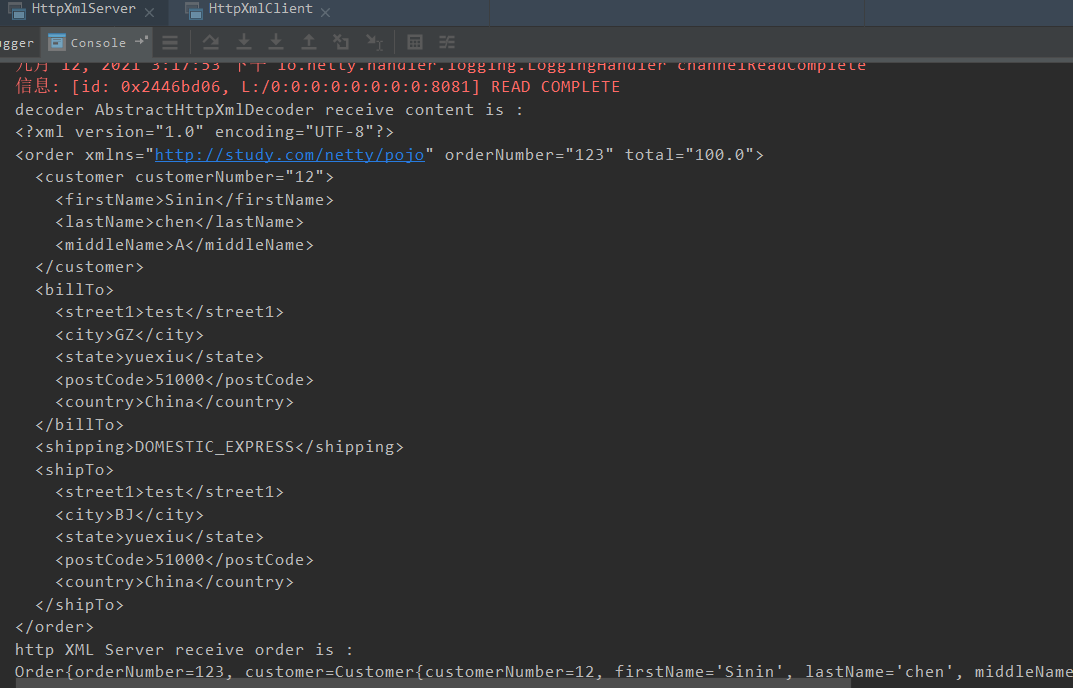 HttpXmlServer HttpXmlClient
gger Console
九月 12, 2021 3:17:53 下午 io.netty.handler.logging.LoggingHandler channelReadComplete
信息: [id: 0x2446bd06, L:/0:0:0:0:0:0:0:0:8081] READ COMPLETE
decoder AbstractHttpXmlDecoder receive content is :
<?xml version="1.0" encoding="UTF-8"?>
<order xmlns="http://study.com/netty/pojo" orderNumber="123" total="100.0">
  <customer customerNumber="12">
    <firstName>Sinin</firstName>
    <lastName>chen</lastName>
    <middleName>A</middleName>
  </customer>
  <billTo>
    <street1>test</street1>
    <city>GZ</city>
    <state>yuexiu</state>
    <postCode>51000</postCode>
    <country>China</country>
  </billTo>
  <shipping>DOMESTIC_EXPRESS</shipping>
  <shipTo>
    <street1>test</street1>
    <city>BJ</city>
    <state>yuexiu</state>
    <postCode>51000</postCode>
    <country>China</country>
  </shipTo>
</order>
http XML Server receive order is :
Order{orderNumber=123, customer=Customer{customerNumber=12, firstName='Sinin', lastName='chen', middleName